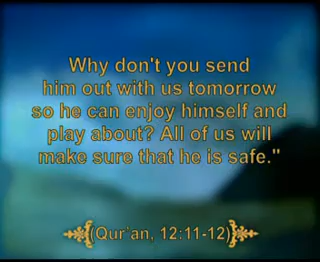 Why don't you send
him out with us tomorrow
so he can enjoy himself and
play about? All of us will
make sure that he is safe."
(Qur'an, 12:11-12)